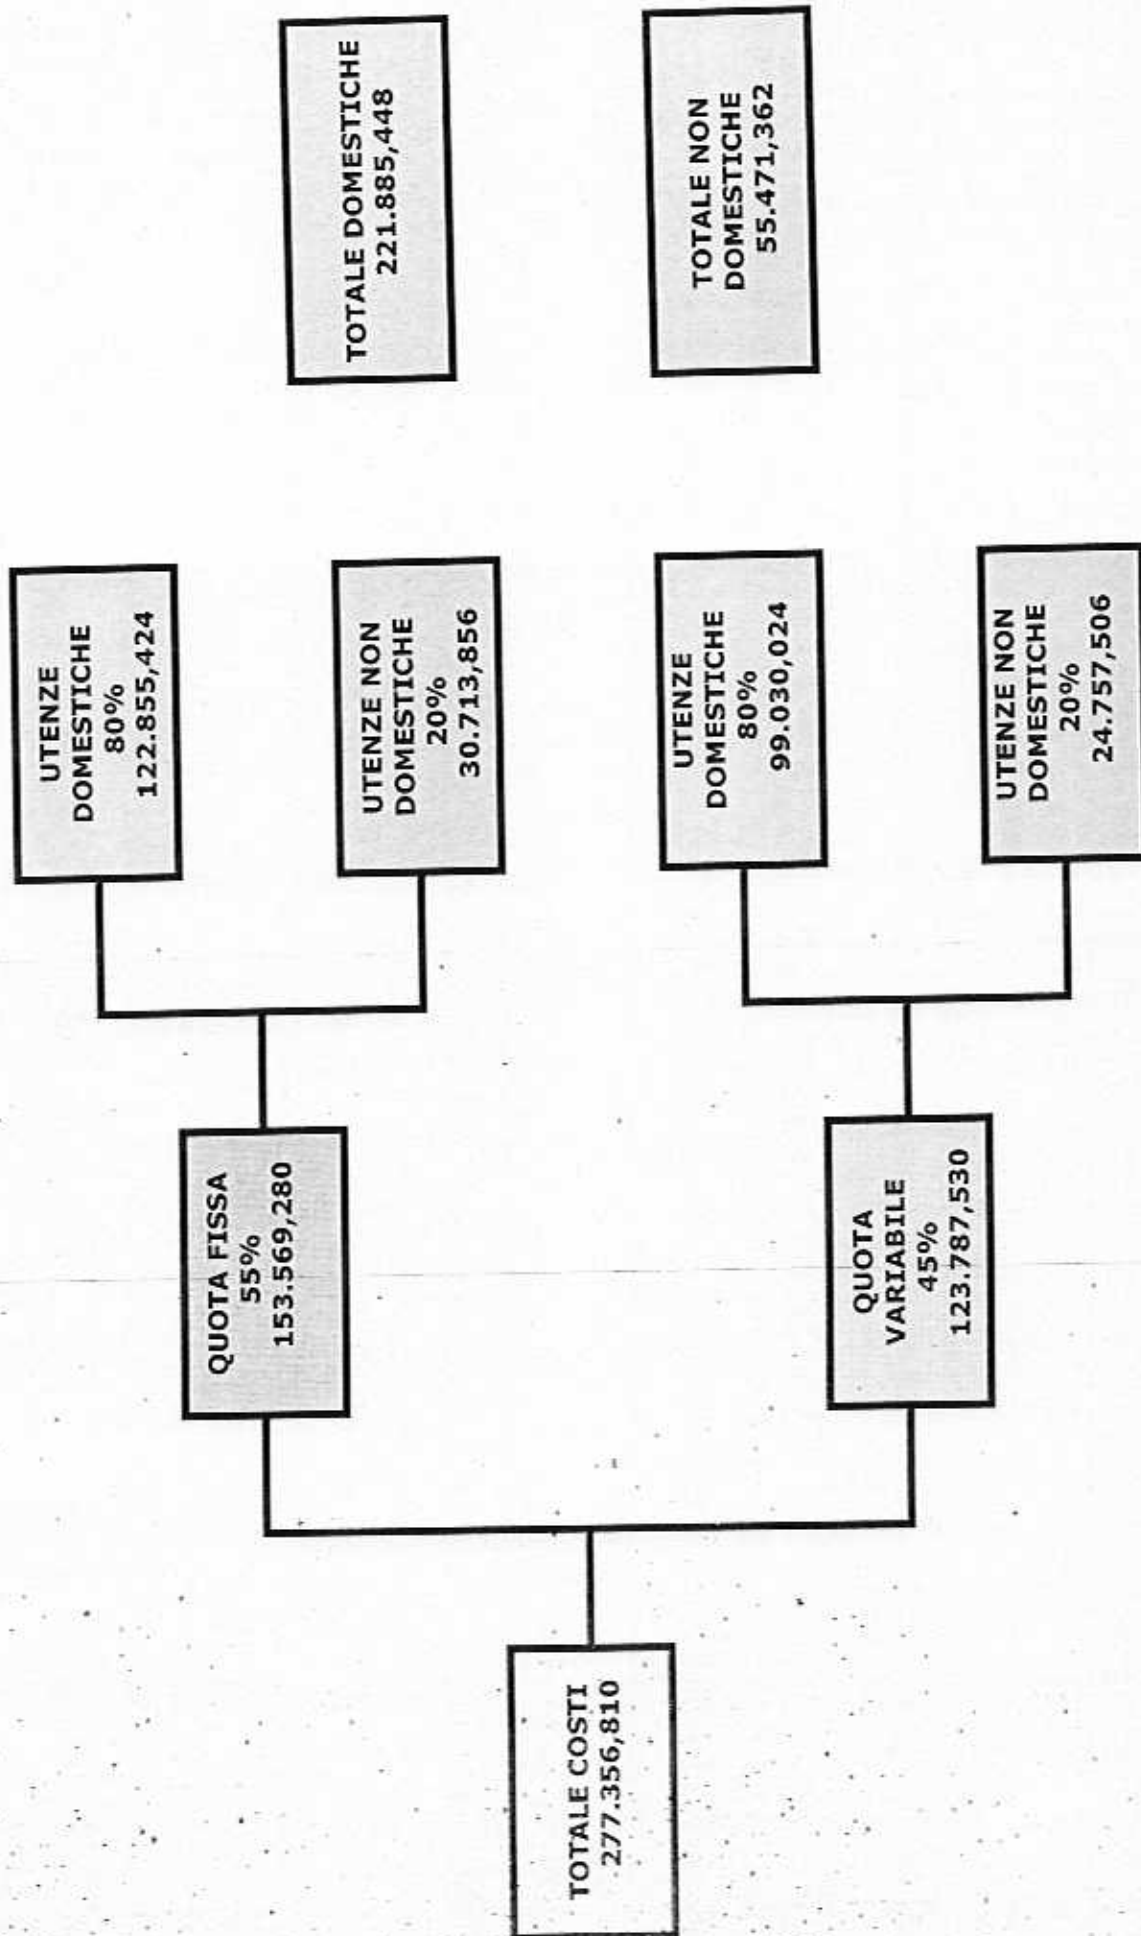 TOTALE COSTI
277.356,810
QUOTA FISSA
55%
153.569,280
QUOTA
VARIABILE
45%
123.787,530
UTENZE
DOMESTICHE
80%
122.855,424
UTENZE NON
DOMESTICHE
20%
30.713,856
UTENZE
DOMESTICHE
80%
99.030,024
UTENZE NON
DOMESTICHE
20%
24.757,506
TOTALE DOMESTICHE
221.885,448
TOTALE NON
DOMESTICHE
55.471,362